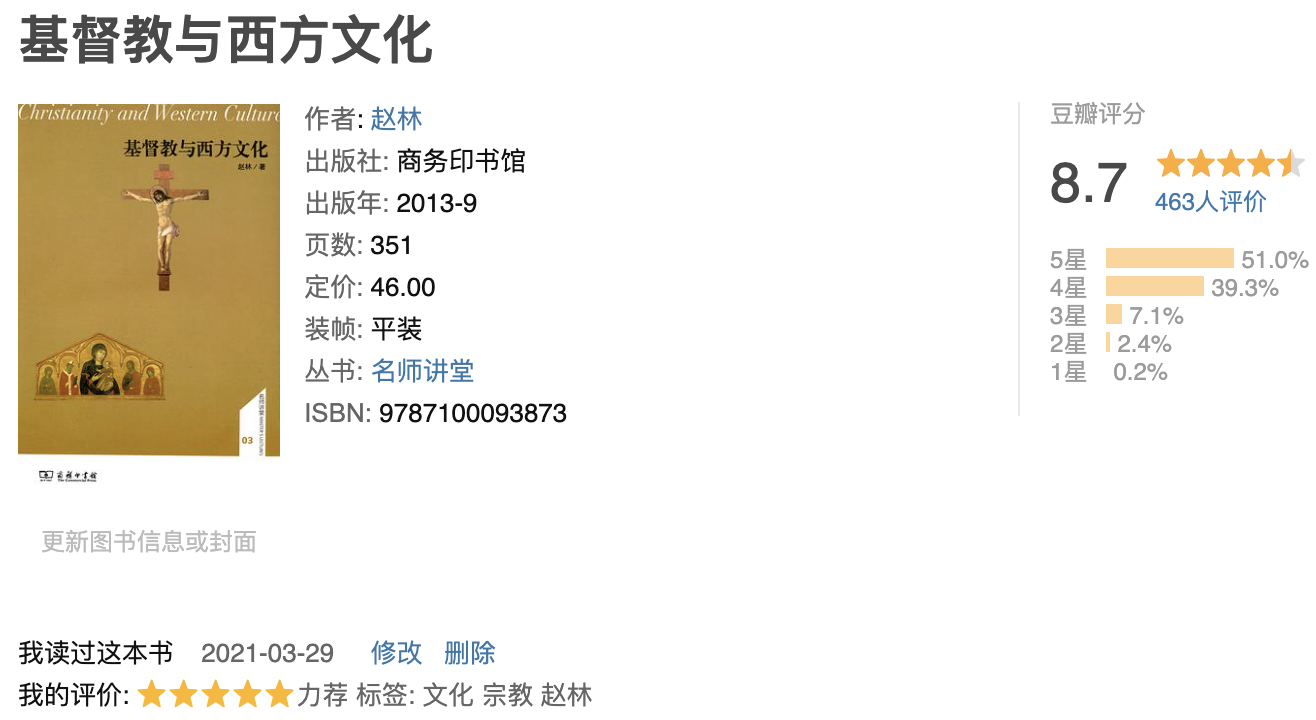 基督教与西方文化
Christianity and Western Culture
基督教与西方文化
赵林/著
03
商务印书馆
The Commercial Press
更新图书信息或封面
作者: 赵林
出版社: 商务印书馆
出版年: 2013-9
页数: 351
定价: 46.00
装帧: 平装
丛书: 名师讲堂
ISBN: 9787100093873
豆瓣评分
8.7
463人评价
5星 51.0%
4星 39.3%
3星 7.1%
2星 2.4%
1星 0.2%
我读过这本书 2021-03-29 修改 删除
我的评价: 力荐 标签: 文化 宗教 赵林